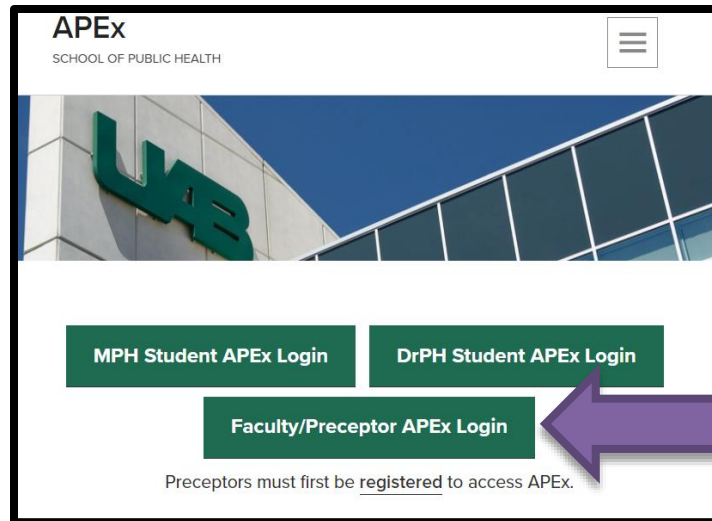 APEx
SCHOOL OF PUBLIC HEALTH
UAB
MPH Student APEx Login
DrPH Student APEx Login
Faculty/Preceptor APEx Login
Preceptors must first be registered to access APEx.